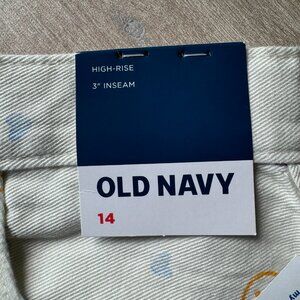 HIGH-RISE
3" INSEAM
OLD NAVY
14